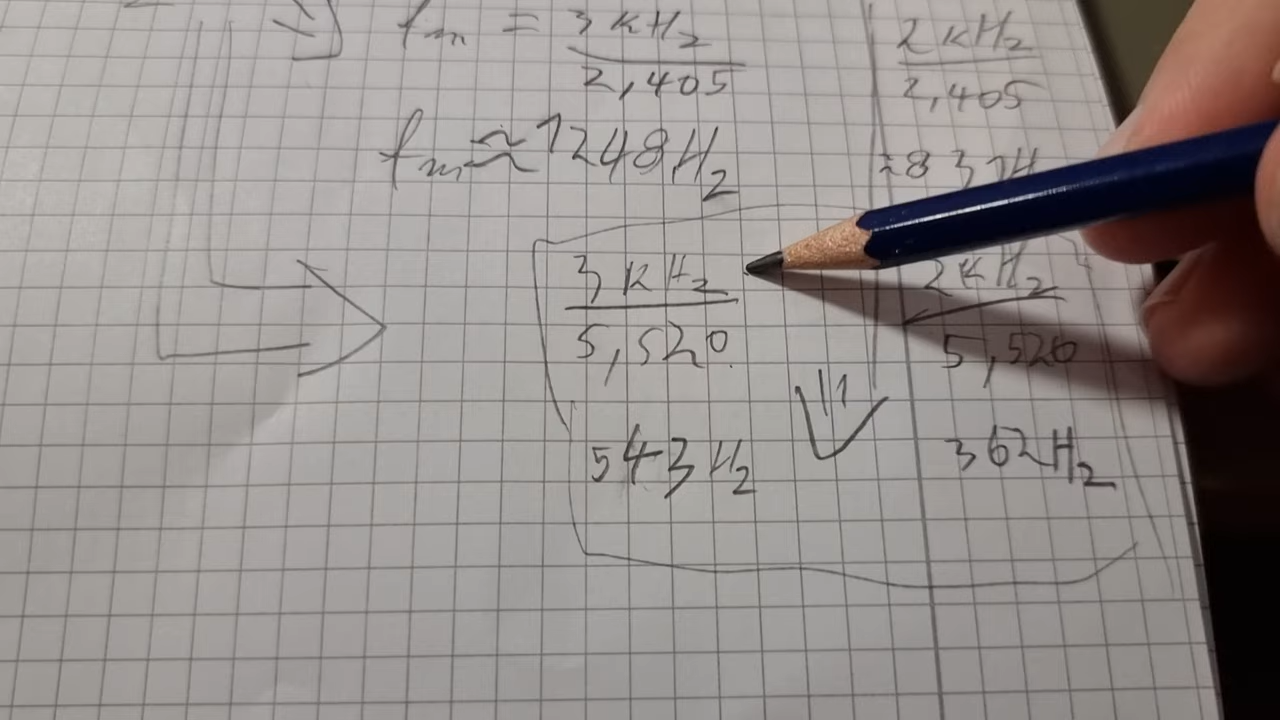 fm = 3 kHz 2 kHz
2,405 2,405
fm ≈ 1248 Hz ≈ 831 H
3 kHz 2 kHz
5,520 5,520
543 Hz 362 Hz